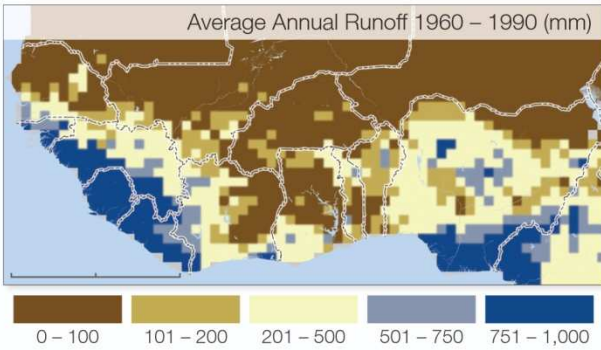 Average Annual Runoff 1960 – 1990 (mm)
0 – 100
101 – 200
201 – 500
501 – 750
751 – 1,000